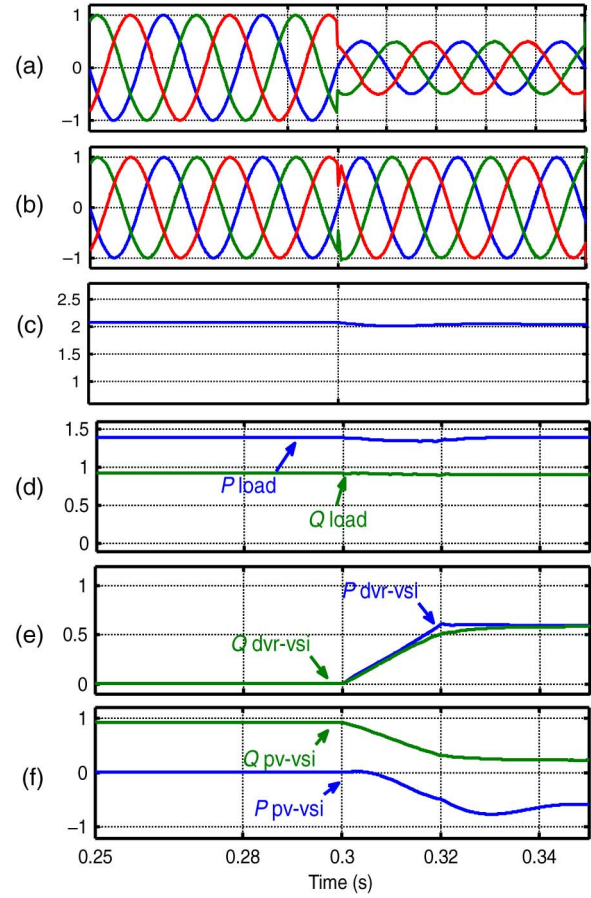 (a)
1
0
−1
(b)
1
0
−1
(c)
2.5
2
1.5
1
(d)
1.5
1
0.5
0
P load
Q load
(e)
1
0.5
0
P dvr-vsi
Q dvr-vsi
(f)
1
0
−1
Q pv-vsi
P pv-vsi
0.25
0.28
0.3
0.32
0.34
Time (s)